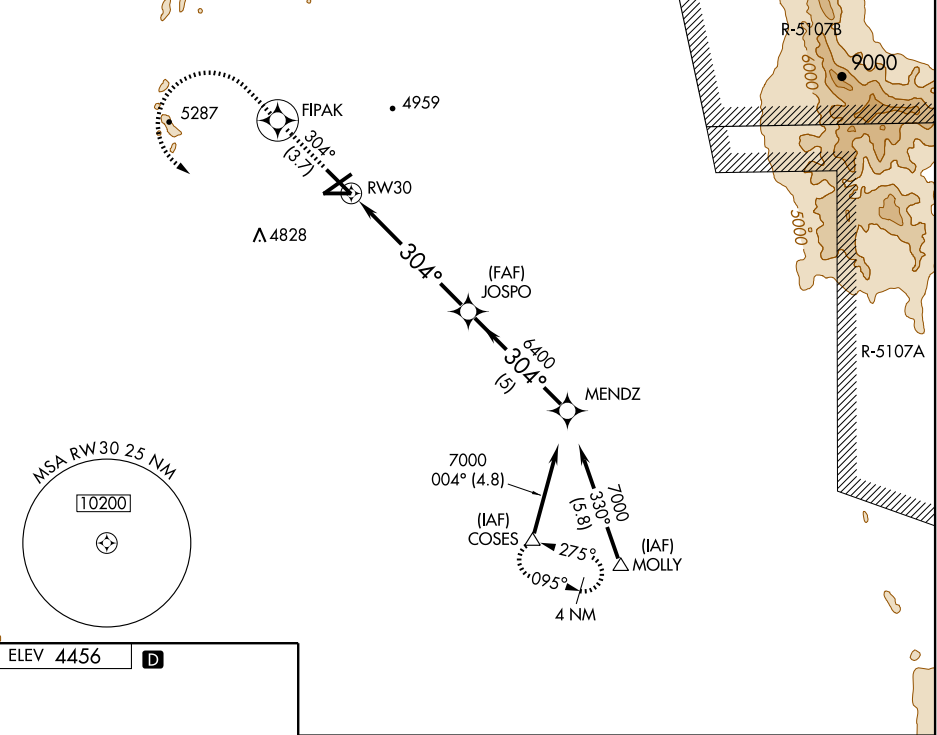 R-5107B
9000
6000
5287
FIPAK
4959
304°
(3.7)
RW30
4828
5000
304°
(FAF)
JOSPO
R-5107A
6400
304°
(5)
MENDZ
MSA RW30 25 NM
10200
7000
004° (4.8)
7000
330°
(5.8)
(IAF)
COSES
275°
095°
4 NM
(IAF)
MOLLY
ELEV 4456
D